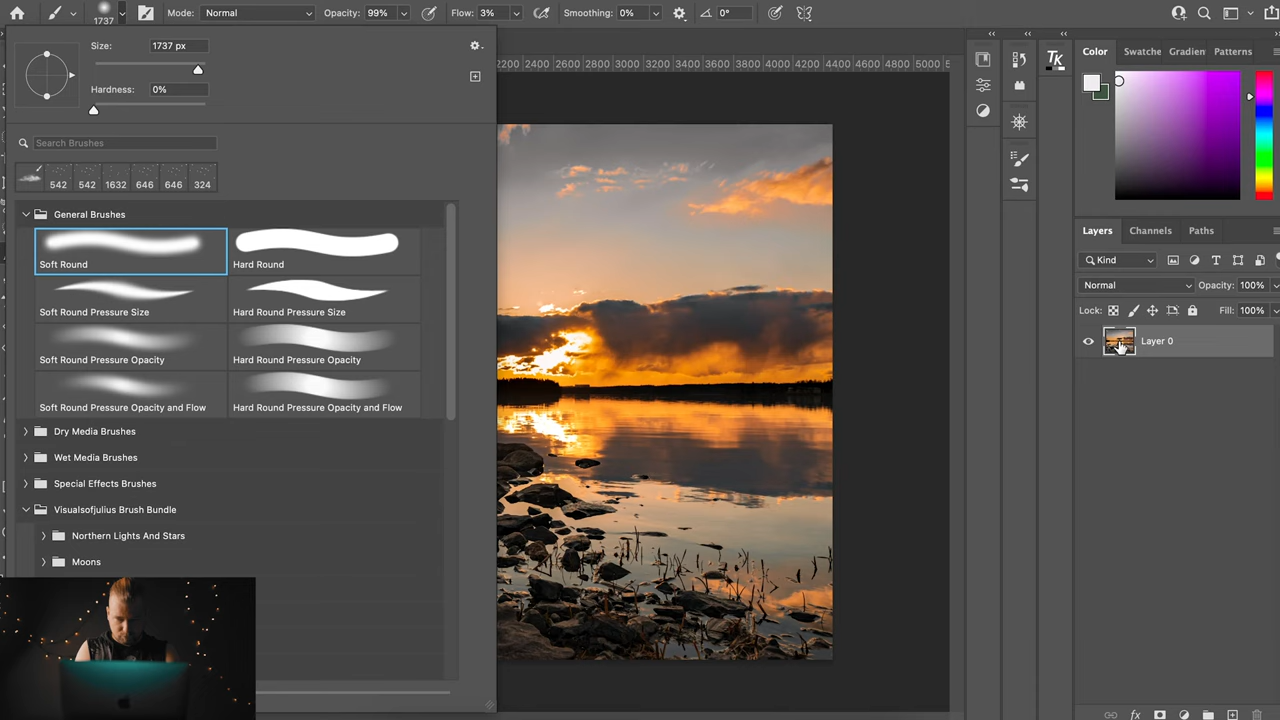 1737
Mode: Normal Opacity: 99% Flow: 3% Smoothing: 0% 0°
Size: 1737 px
Hardness: 0%
Search Brushes
542 542 1632 646 646 324
General Brushes
Soft Round Hard Round
Soft Round Pressure Size Hard Round Pressure Size
Soft Round Pressure Opacity Hard Round Pressure Opacity
Soft Round Pressure Opacity and Flow Hard Round Pressure Opacity and Flow
Dry Media Brushes
Wet Media Brushes
Special Effects Brushes
Visualsofjulius Brush Bundle
Northern Lights And Stars
Moons
2200 2400 2600 2800 3000 3200 3400 3600 3800 4000 4200 4400 4600 4800 5000 5
TK
Color Swatche Gradien Patterns
Layers Channels Paths
Kind
Normal Opacity: 100%
Lock: Fill: 100%
Layer 0
fx